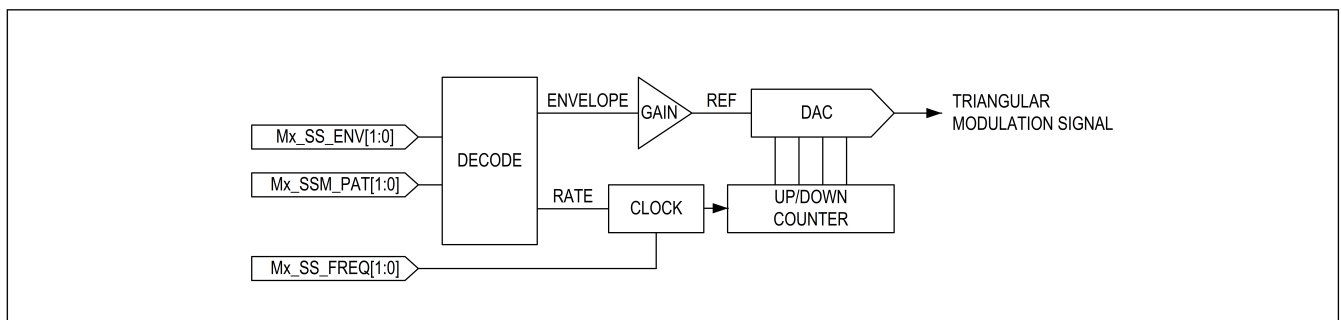 ENVELOPE
GAIN
REF
DAC
TRIANGULAR
MODULATION SIGNAL
Mx_SS_ENV[1:0]
DECODE
Mx_SSM_PAT[1:0]
RATE
CLOCK
UP/DOWN
COUNTER
Mx_SS_FREQ[1:0]